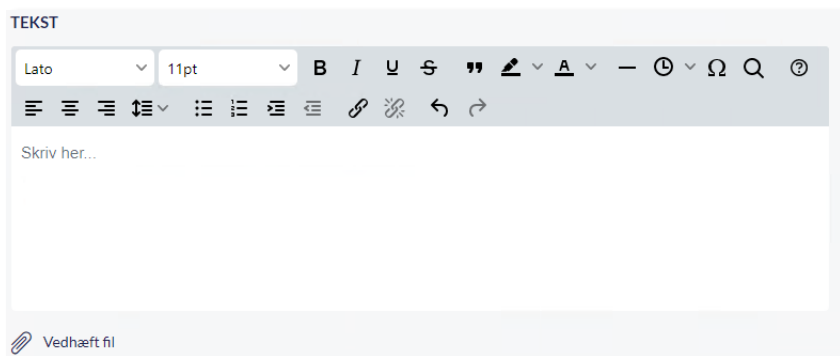 TEKST
Lato 11pt B I U S A Ω
Skriv her...
Vedhæft fil